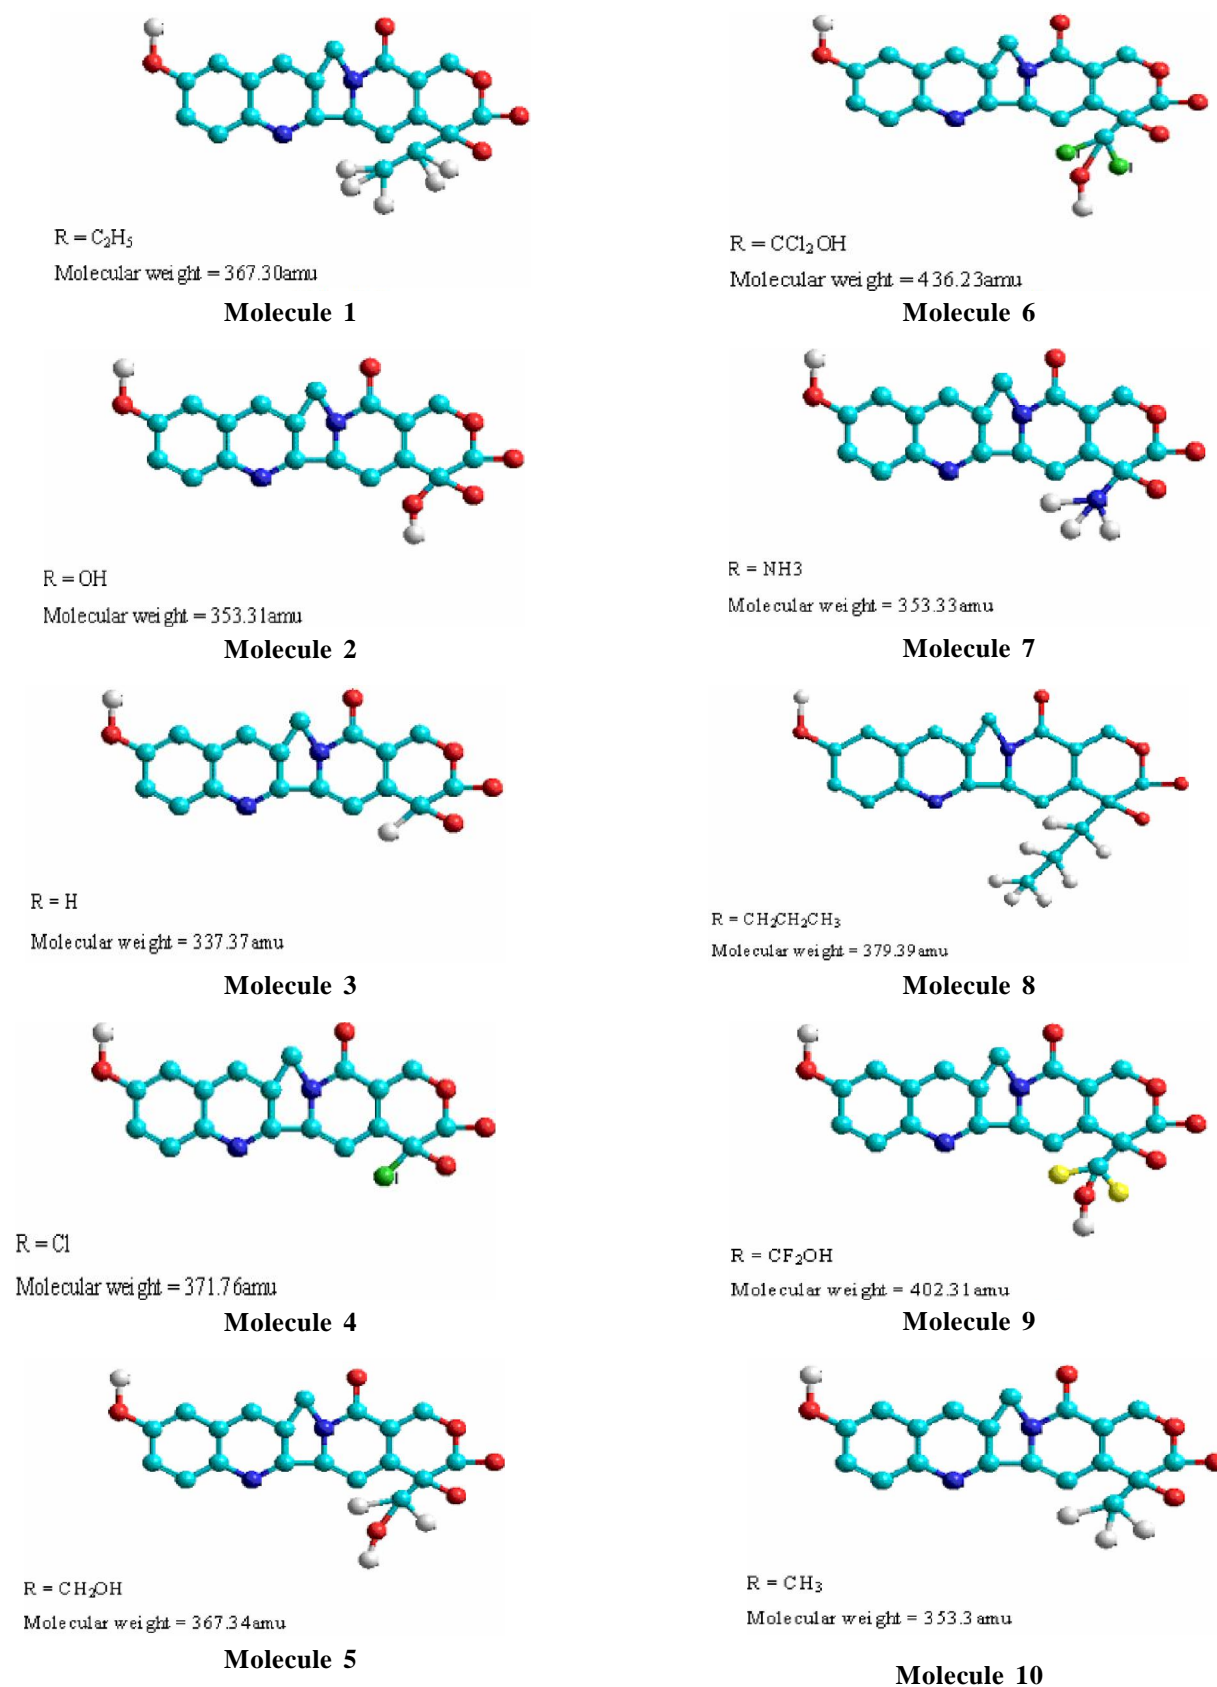 R = C₂H₅
Molecular weight = 367.30amu
Molecule 1
R = OH
Molecular weight = 353.31amu
Molecule 2
R = H
Molecular weight = 337.37amu
Molecule 3
R = Cl
Molecular weight = 371.76amu
Molecule 4
R = CH₂OH
Molecular weight = 367.34amu
Molecule 5
R = CCl₂OH
Molecular weight = 436.23amu
Molecule 6
R = NH3
Molecular weight = 353.33amu
Molecule 7
R = CH₂CH₂CH₃
Molecular weight = 379.39amu
Molecule 8
R = CF₂OH
Molecular weight = 402.31amu
Molecule 9
R = CH₃
Molecular weight = 353.3amu
Molecule 10